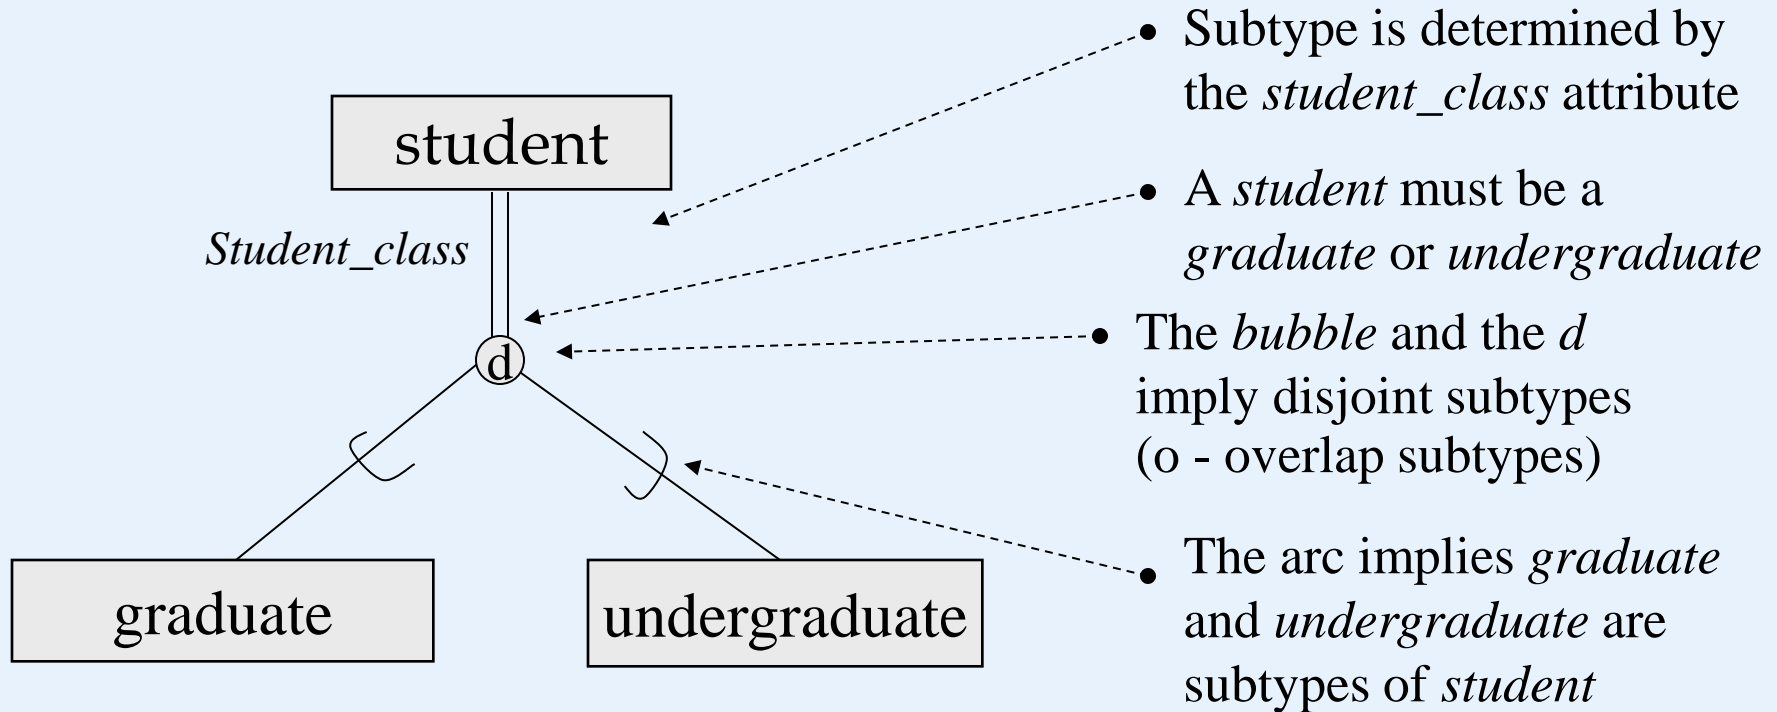 student
Student_class
d
graduate
undergraduate
Subtype is determined by
the student_class attribute
A student must be a
graduate or undergraduate
The bubble and the d
imply disjoint subtypes
(o - overlap subtypes)
The arc implies graduate
and undergraduate are
subtypes of student